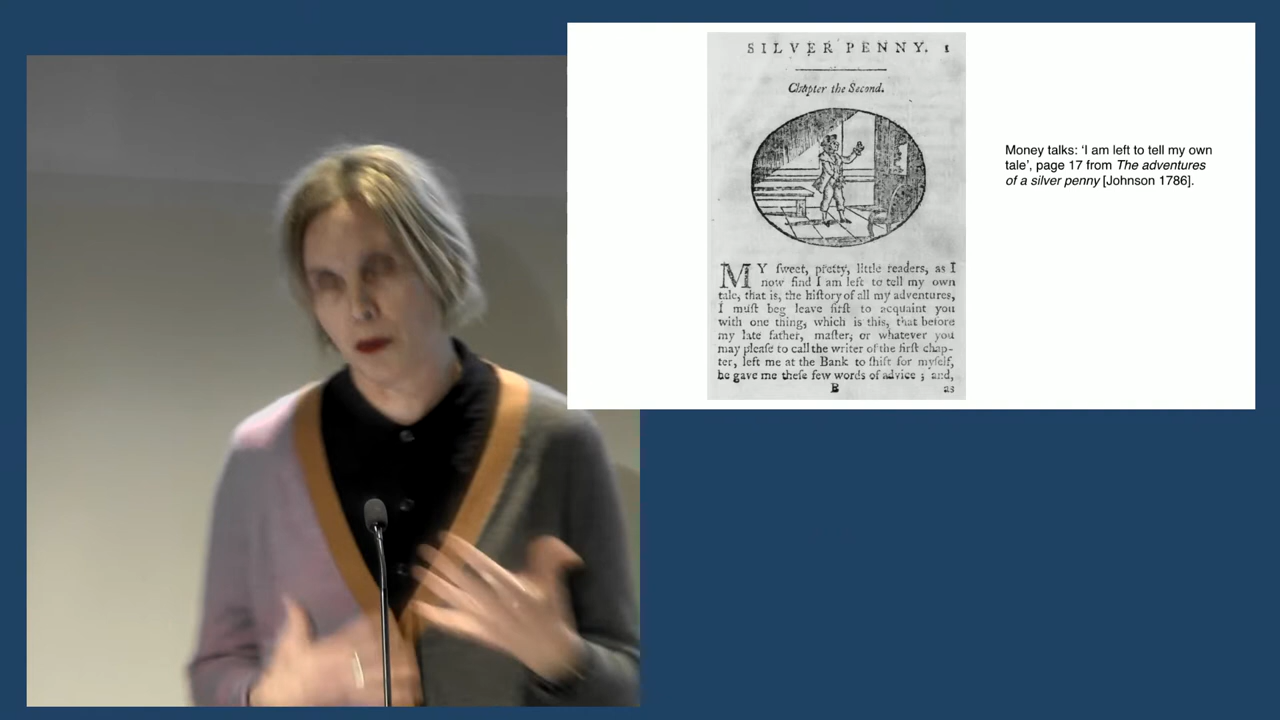 SILVER PENNY. 1
Chapter the Second.
MY sweet, pretty, little readers, as I
now find I am left to tell my own
tale, that is, the hiſtory of all my adventures,
I muſt beg leave firſt to acquaint you
with one thing, which is this, that before
my late father, maſter, or whatever you
may pleaſe to call the writer of the firſt chap-
ter, left me at the Bank to ſhift for myſelf,
he gave me theſe few words of advice ; and,
B as
Money talks: ‘I am left to tell my own
tale’, page 17 from The adventures
of a silver penny [Johnson 1786].